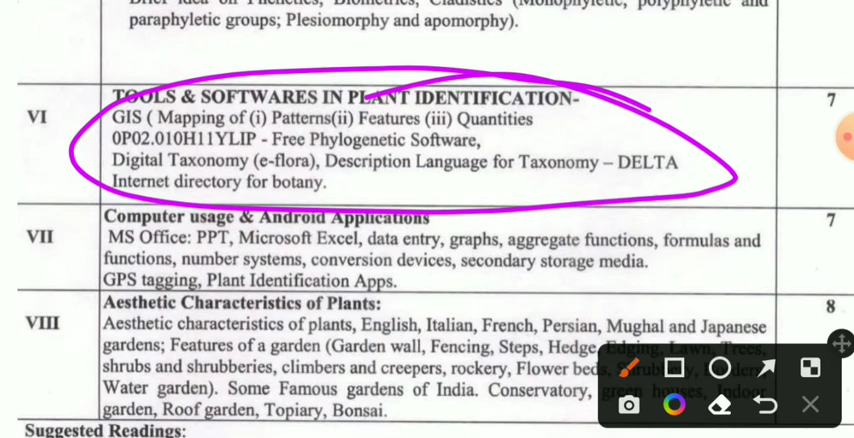 paraphyletic groups; Plesiomorphy and apomorphy).
TOOLS & SOFTWARES IN PLANT IDENTIFICATION- 7
VI GIS ( Mapping of (i) Patterns(ii) Features (iii) Quantities
0P02.010H11YLIP - Free Phylogenetic Software,
Digital Taxonomy (e-flora), Description Language for Taxonomy – DELTA
Internet directory for botany.
Computer usage & Android Applications 7
VII MS Office: PPT, Microsoft Excel, data entry, graphs, aggregate functions, formulas and
functions, number systems, conversion devices, secondary storage media.
GPS tagging, Plant Identification Apps.
Aesthetic Characteristics of Plants: 8
VIII Aesthetic characteristics of plants, English, Italian, French, Persian, Mughal and Japanese
gardens; Features of a garden (Garden wall, Fencing, Steps, Hedge, Edging, Lawn, Trees,
shrubs and shrubberies, climbers and creepers, rockery, Flower beds,
Water garden). Some Famous gardens of India. Conservatory, green houses, Indoor
garden, Roof garden, Topiary, Bonsai.
Suggested Readings: